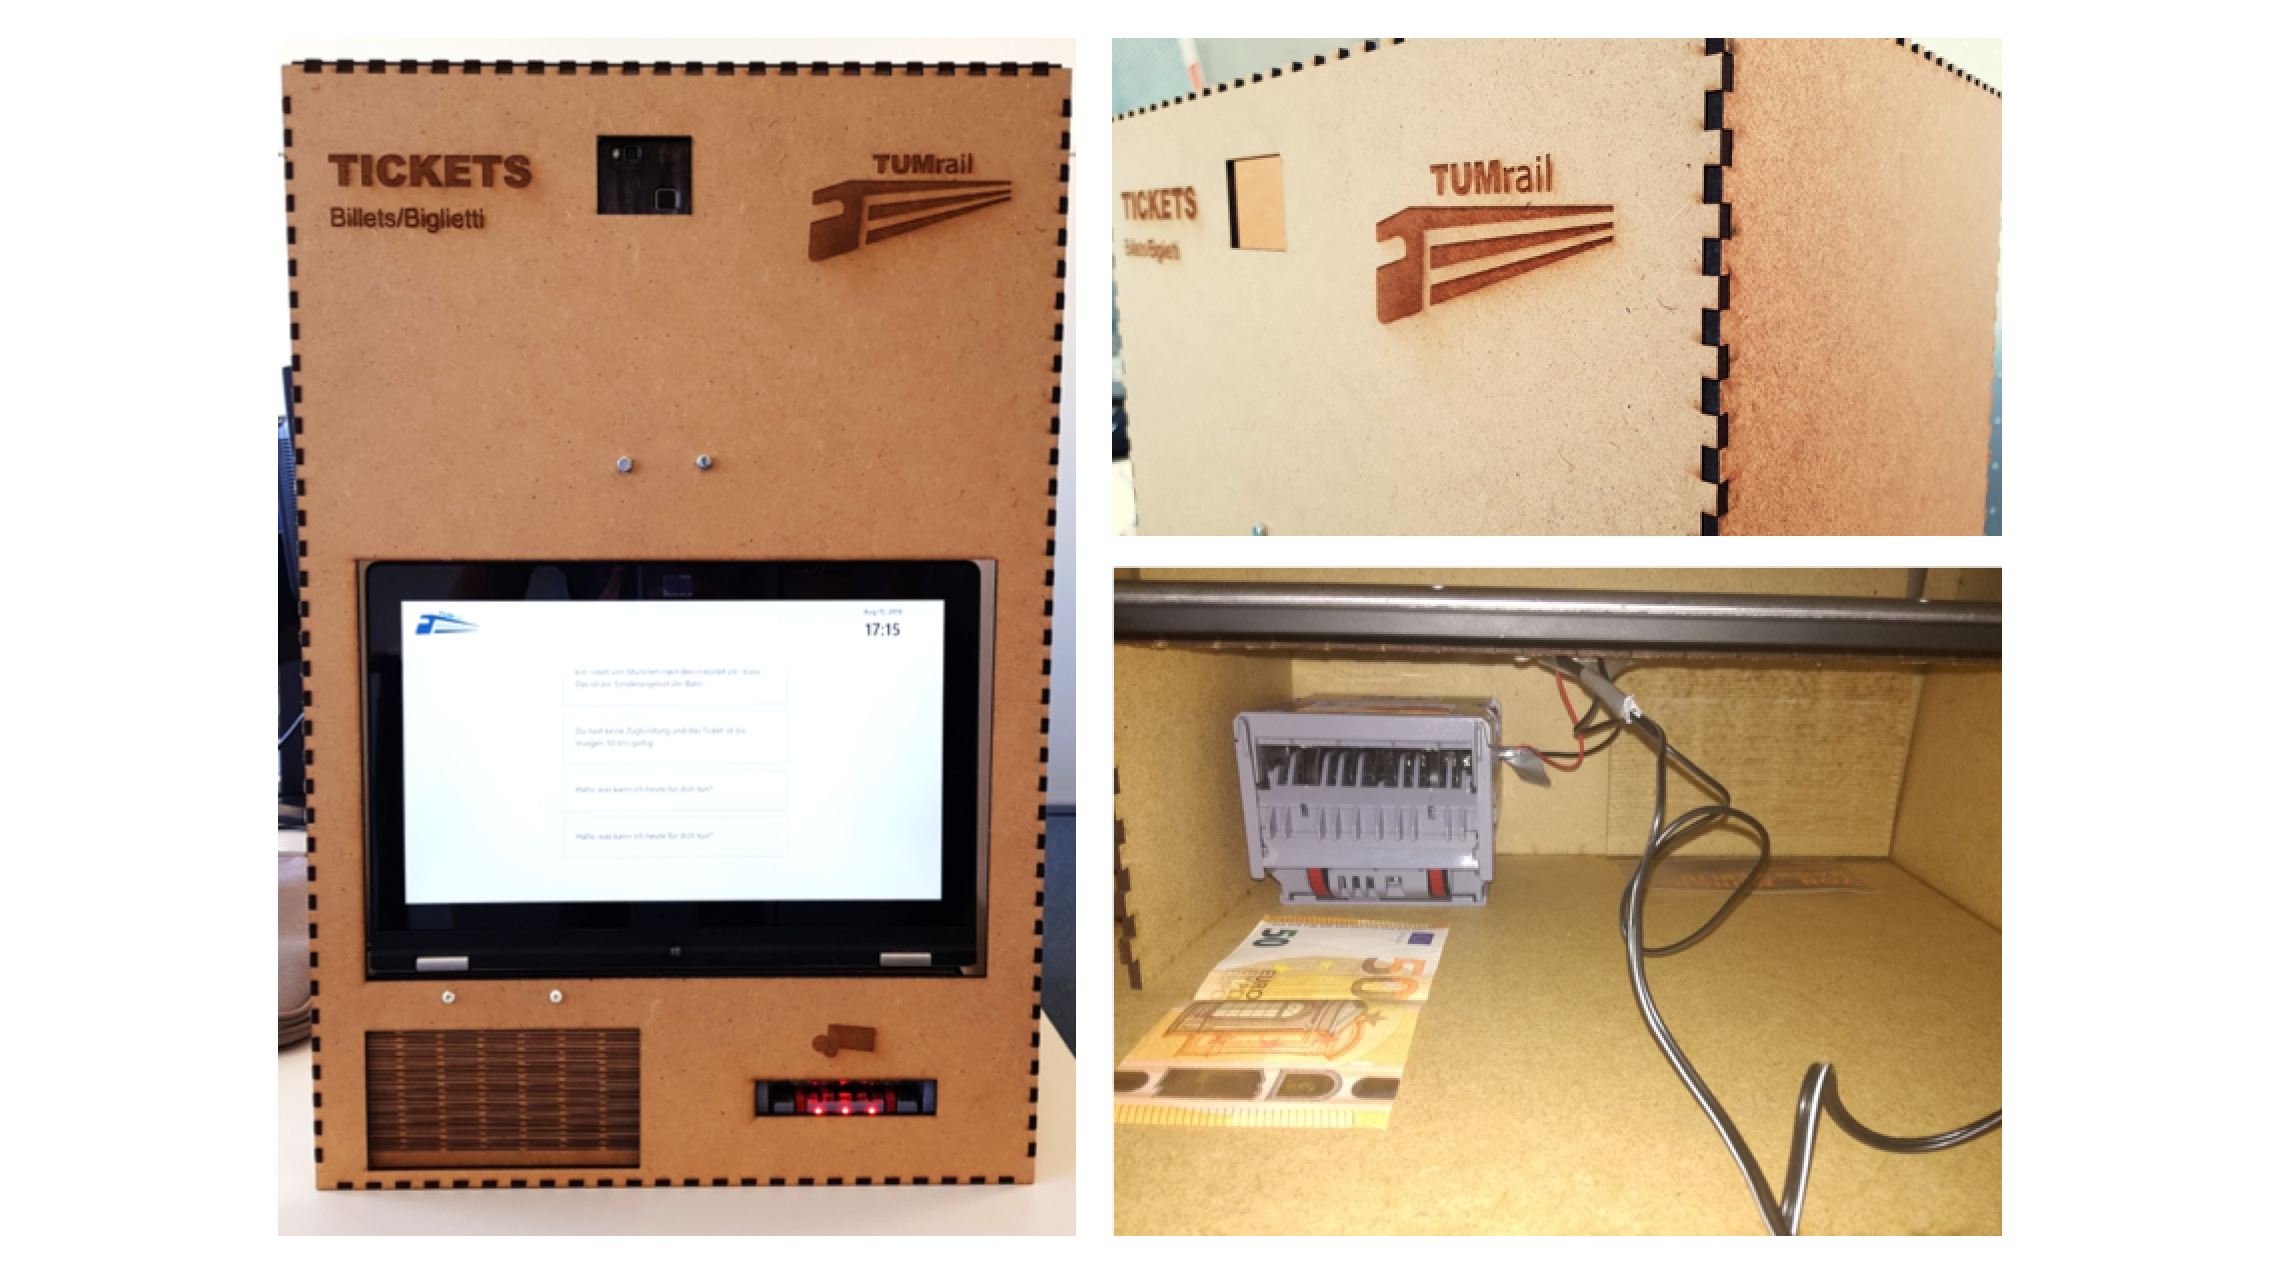 TICKETS
Billets/Biglietti
TUMrail
Aug 15, 2018
17:15
Ein Ticket von München nach Berlin kostet 29,- Euro.
Das ist ein Sonderangebot der Bahn.
Du hast keine Zugbindung und das Ticket ist bis
morgen 10 Uhr gültig.
Hallo, was kann ich heute für dich tun?
Hallo, was kann ich heute für dich tun?
TICKETS
Billets/Biglietti
TUMrail
50
50
EURO